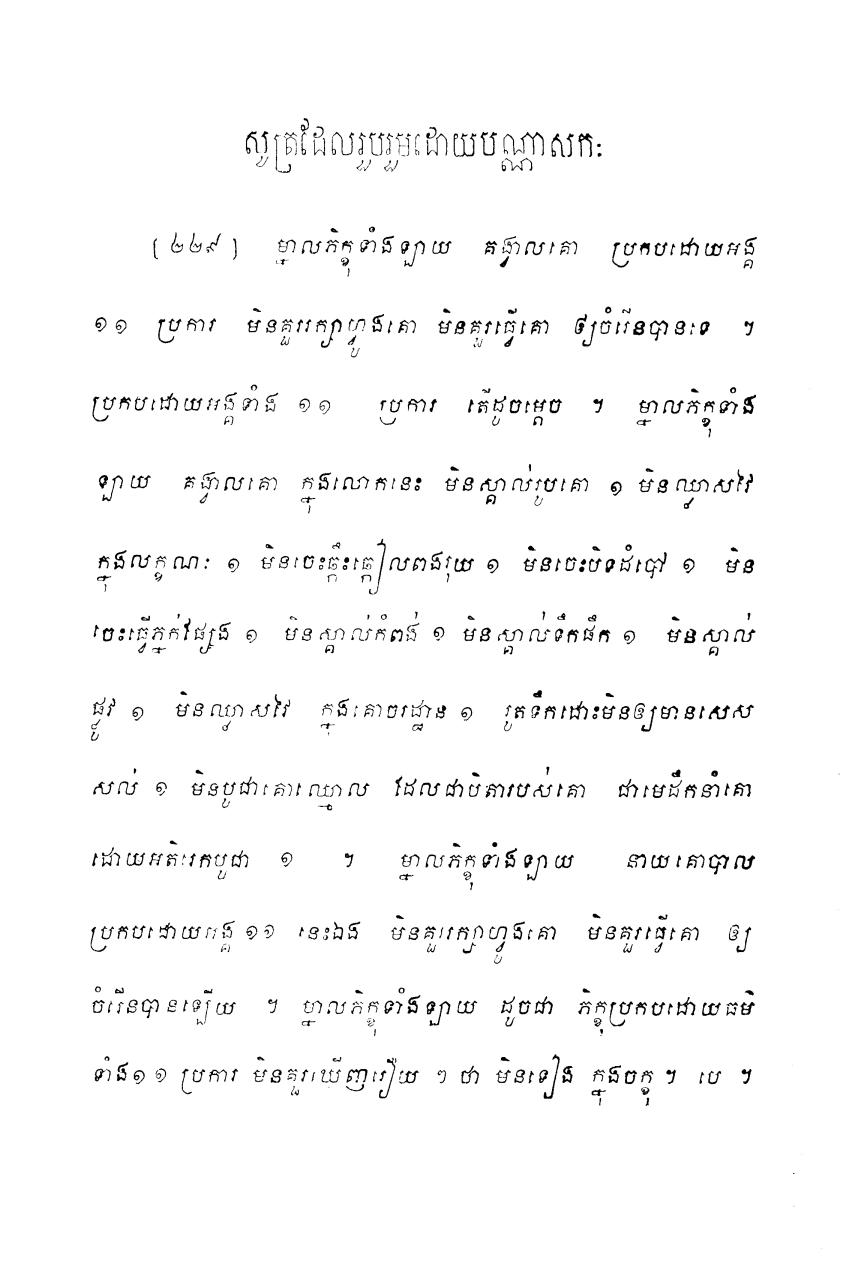 សូត្រដែលរួបរួមដោយបណ្ណាសកៈ
[២២៩] ម្នាលភិក្ខុទាំងឡាយ គង្វាលគោ ប្រកបដោយអង្គ
១១ ប្រការ មិនគួររក្សាហ្វូងគោ មិនគួរធ្វើគោ ឲ្យចំរើនបានទេ ។
ប្រកបដោយអង្គទាំង ១១ ប្រការ តើដូចម្តេច ។ ម្នាលភិក្ខុទាំង
ឡាយ គង្វាលគោ ក្នុងលោកនេះ មិនស្គាល់រូបគោ ១ មិនឈ្លាសវៃ
ក្នុងលក្ខណៈ ១ មិនចេះឆ្កឹះឆ្កៀលពងរុយ ១ មិនចេះបិទដំបៅ ១ មិន
ចេះធ្វើភ្នក់ផ្សែង ១ មិនស្គាល់កំពង់ ១ មិនស្គាល់ទឹកផឹក ១ មិនស្គាល់
ផ្លូវ ១ មិនឈ្លាសវៃ ក្នុងគោចរដ្ឋាន ១ រូតទឹកដោះមិនឲ្យមានសេស
សល់ ១ មិនបូជាគោឈ្មោល ដែលជាបិតារបស់គោ ជាមេដឹកនាំគោ
ដោយអតិរេកបូជា ១ ។ ម្នាលភិក្ខុទាំងឡាយ នាយគោបាល
ប្រកបដោយអង្គ ១១ នេះឯង មិនគួររក្សាហ្វូងគោ មិនគួរធ្វើគោ ឲ្យ
ចំរើនបានឡើយ ។ ម្នាលភិក្ខុទាំងឡាយ ដូចជា ភិក្ខុប្រកបដោយធម៌
ទាំង១១ ប្រការ មិនគួរឃើញរឿយ ៗ ថា មិនទៀង ក្នុងចក្ខុ ។ បេ ។